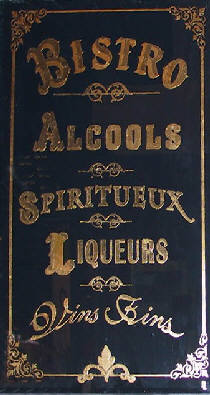 BISTRO
ALCOOLS
SPIRITUEUX
LIQUEURS
Vins Fins